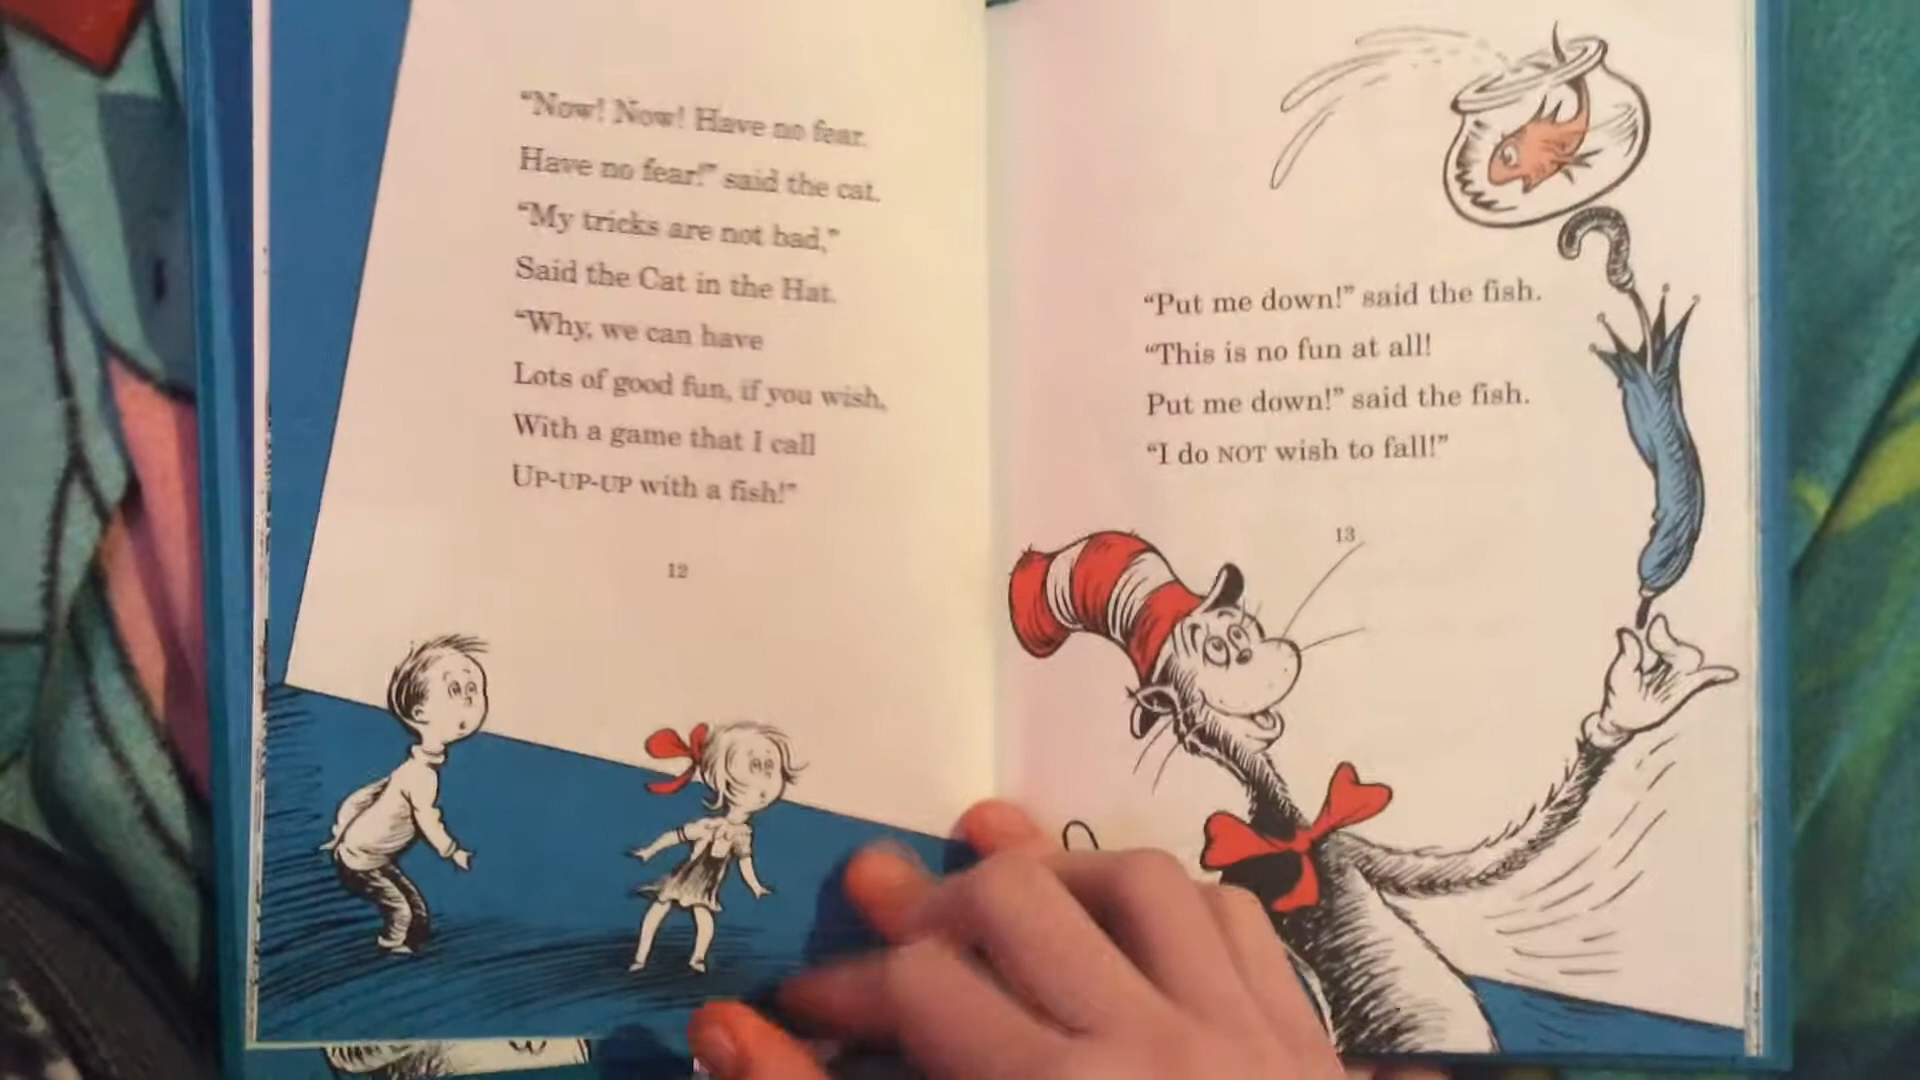 “Now! Now! Have no fear.
Have no fear!” said the cat.
“My tricks are not bad,”
Said the Cat in the Hat.
“Why, we can have
Lots of good fun, if you wish,
With a game that I call
UP-UP-UP with a fish!”
12
“Put me down!” said the fish.
“This is no fun at all!
Put me down!” said the fish.
“I do NOT wish to fall!”
13